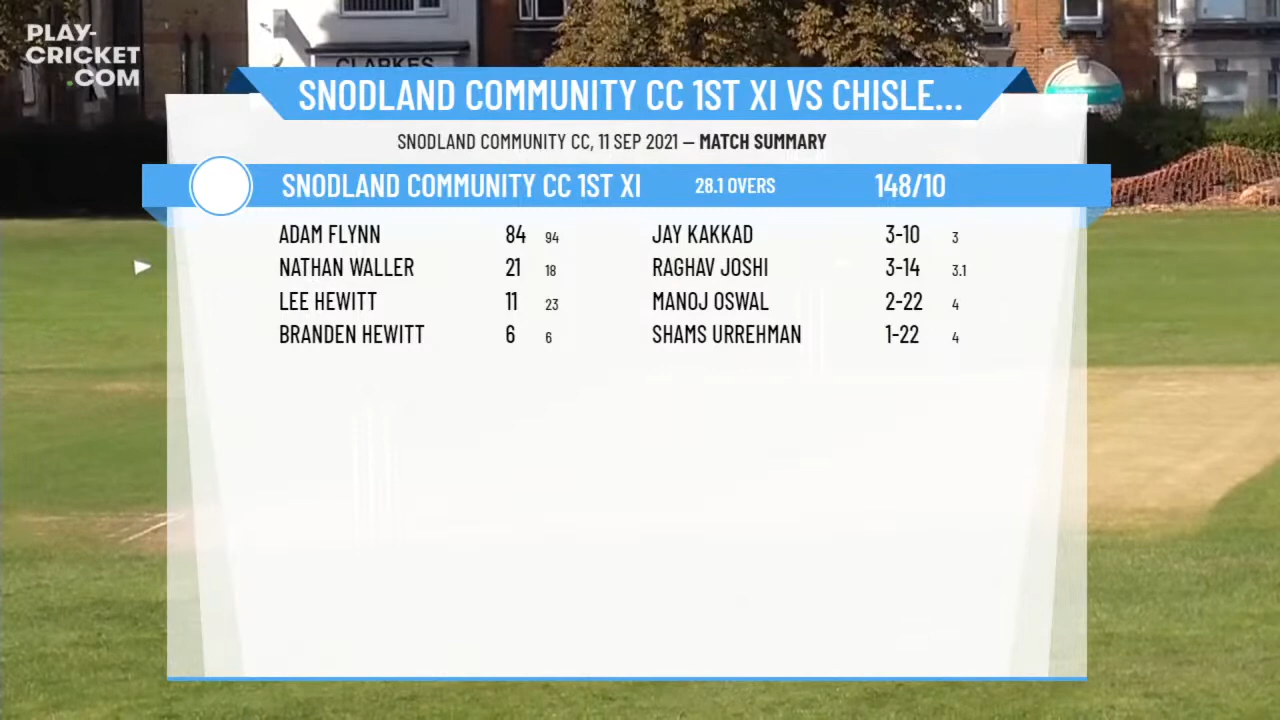 PLAY-
CRICKET
.COM
CLARKES
SNODLAND COMMUNITY CC 1ST XI VS CHISLE...
SNODLAND COMMUNITY CC, 11 SEP 2021 – MATCH SUMMARY
SNODLAND COMMUNITY CC 1ST XI 28.1 OVERS 148/10
ADAM FLYNN 84 94 JAY KAKKAD 3-10 3
NATHAN WALLER 21 18 RAGHAV JOSHI 3-14 3.1
LEE HEWITT 11 23 MANOJ OSWAL 2-22 4
BRANDEN HEWITT 6 6 SHAMS URREHMAN 1-22 4